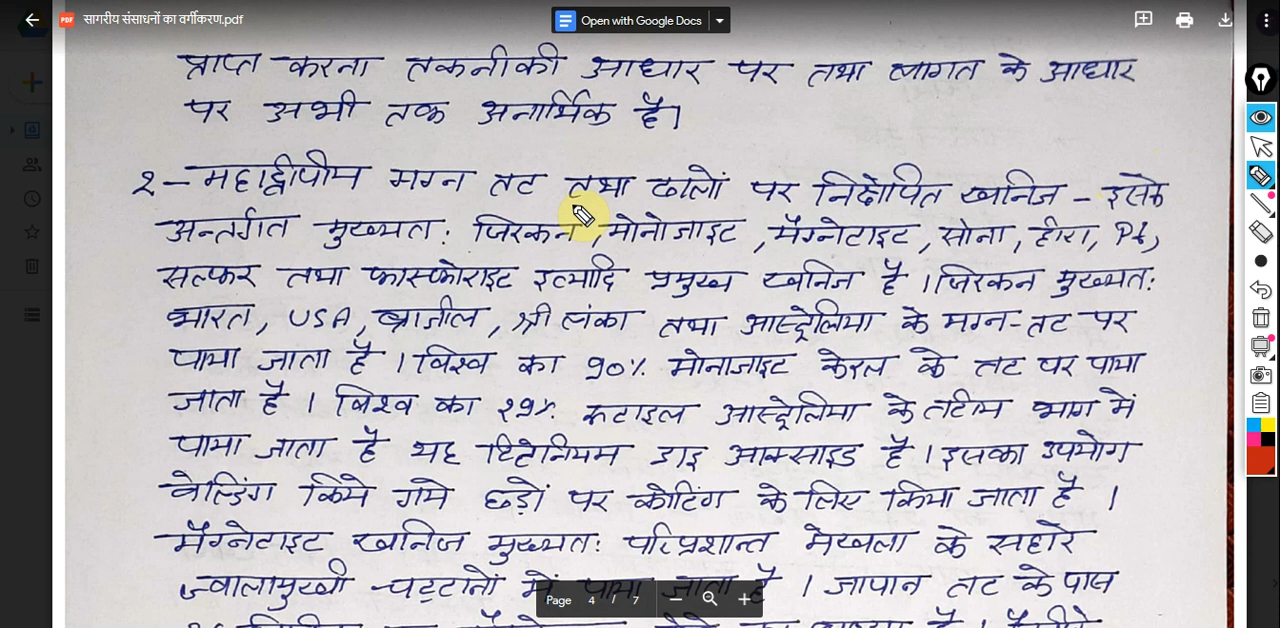 सागरीय संसाधनों का वर्गीकरण.pdf
Open with Google Docs
प्राप्त करना तकनीकी आधार पर तथा लागत के आधार
पर अभी तक अनार्मिक है।
२ – महाद्वीपीय मग्न तट तथा ढालों पर निक्षेपित खनिज – इसके
अन्तर्गत मुख्यतः जिरकन, मोनोजाइट, मैग्नेटाइट, सोना, हीरा, Pt,
सल्फर तथा फास्फोराइट इत्यादि प्रमुख खनिज है। जिरकन मुख्यतः
भारत, USA, ब्राजील, श्री लंका तथा आस्ट्रेलिया के मग्न-तट पर
पाया जाता है। विश्व का 90% मोनाजाइट केरल के तट पर पाया
जाता है। विश्व का २९% रूटाइल आस्ट्रेलिया के तटीय भाग में
पाया जाता है यह टिटेनियम डाइ आक्साइड है। इसका उपयोग
वेल्डिंग किये गये छड़ों पर कोटिंग के लिए किया जाता है।
मैग्नेटाइट खनिज मुख्यतः परिप्रशान्त मेखला के सहारे
ज्वालामुखी चट्टानों में पाया जाता है। जापान तट के पास
Page 4 / 7